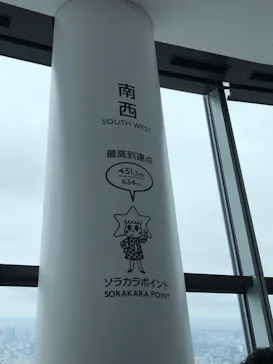 南
西
SOUTH WEST
最高到達点
451.2m
634m
ソラカラポイント
SORAKARA POINT